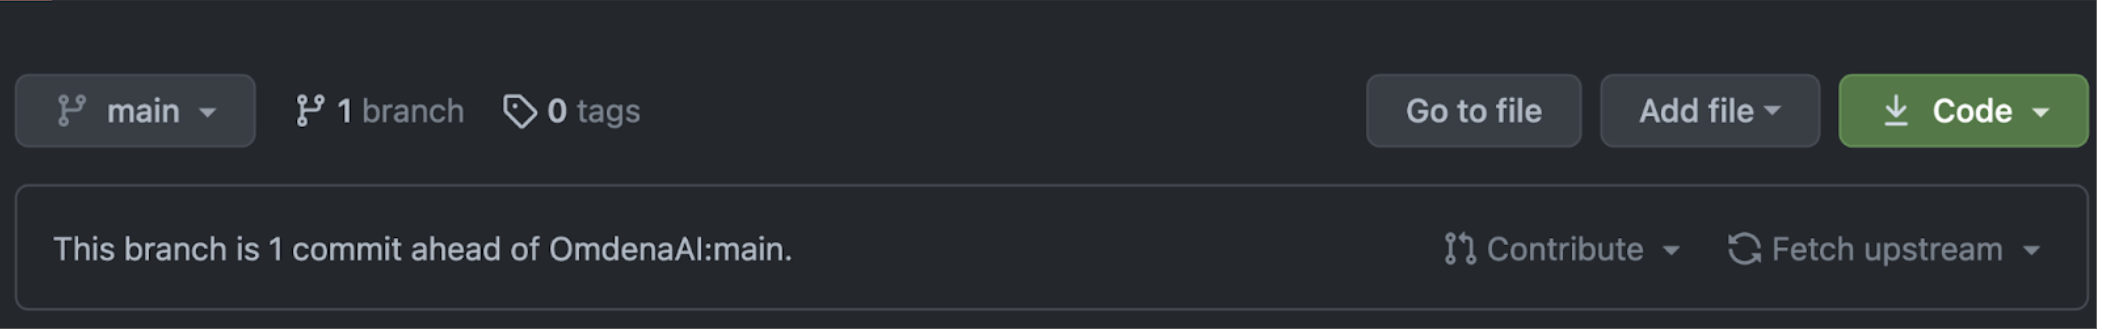 main 1 branch 0 tags Go to file Add file Code
This branch is 1 commit ahead of OmdenaAI:main. Contribute Fetch upstream